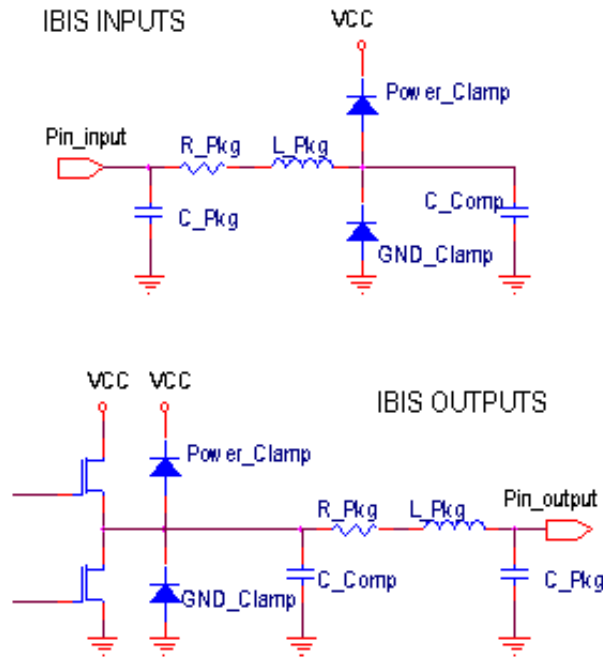 IBIS INPUTS
VCC
Power_Clamp
Pin_input
R_Pkg
L_Pkg
C_Pkg
C_Comp
GND_Clamp
VCC VCC
IBIS OUTPUTS
Power_Clamp
R_Pkg
L_Pkg
Pin_output
GND_Clamp
C_Comp
C_Pkg